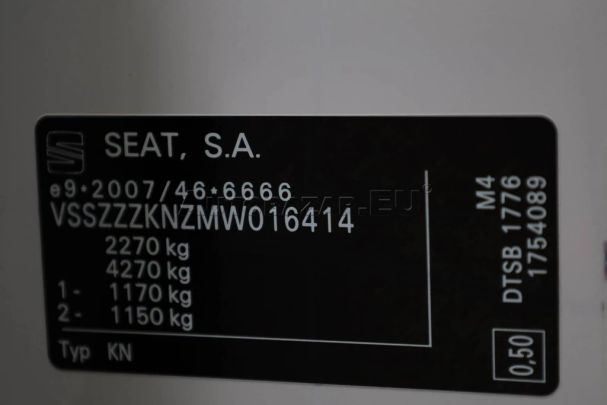 SEAT, S.A.
e9*2007/46*6666
VSSZZZKNZMW016414
2270 kg
4270 kg
1- 1170 kg
2- 1150 kg
Typ KN
M4
DTSB 1776
1754089
0,50